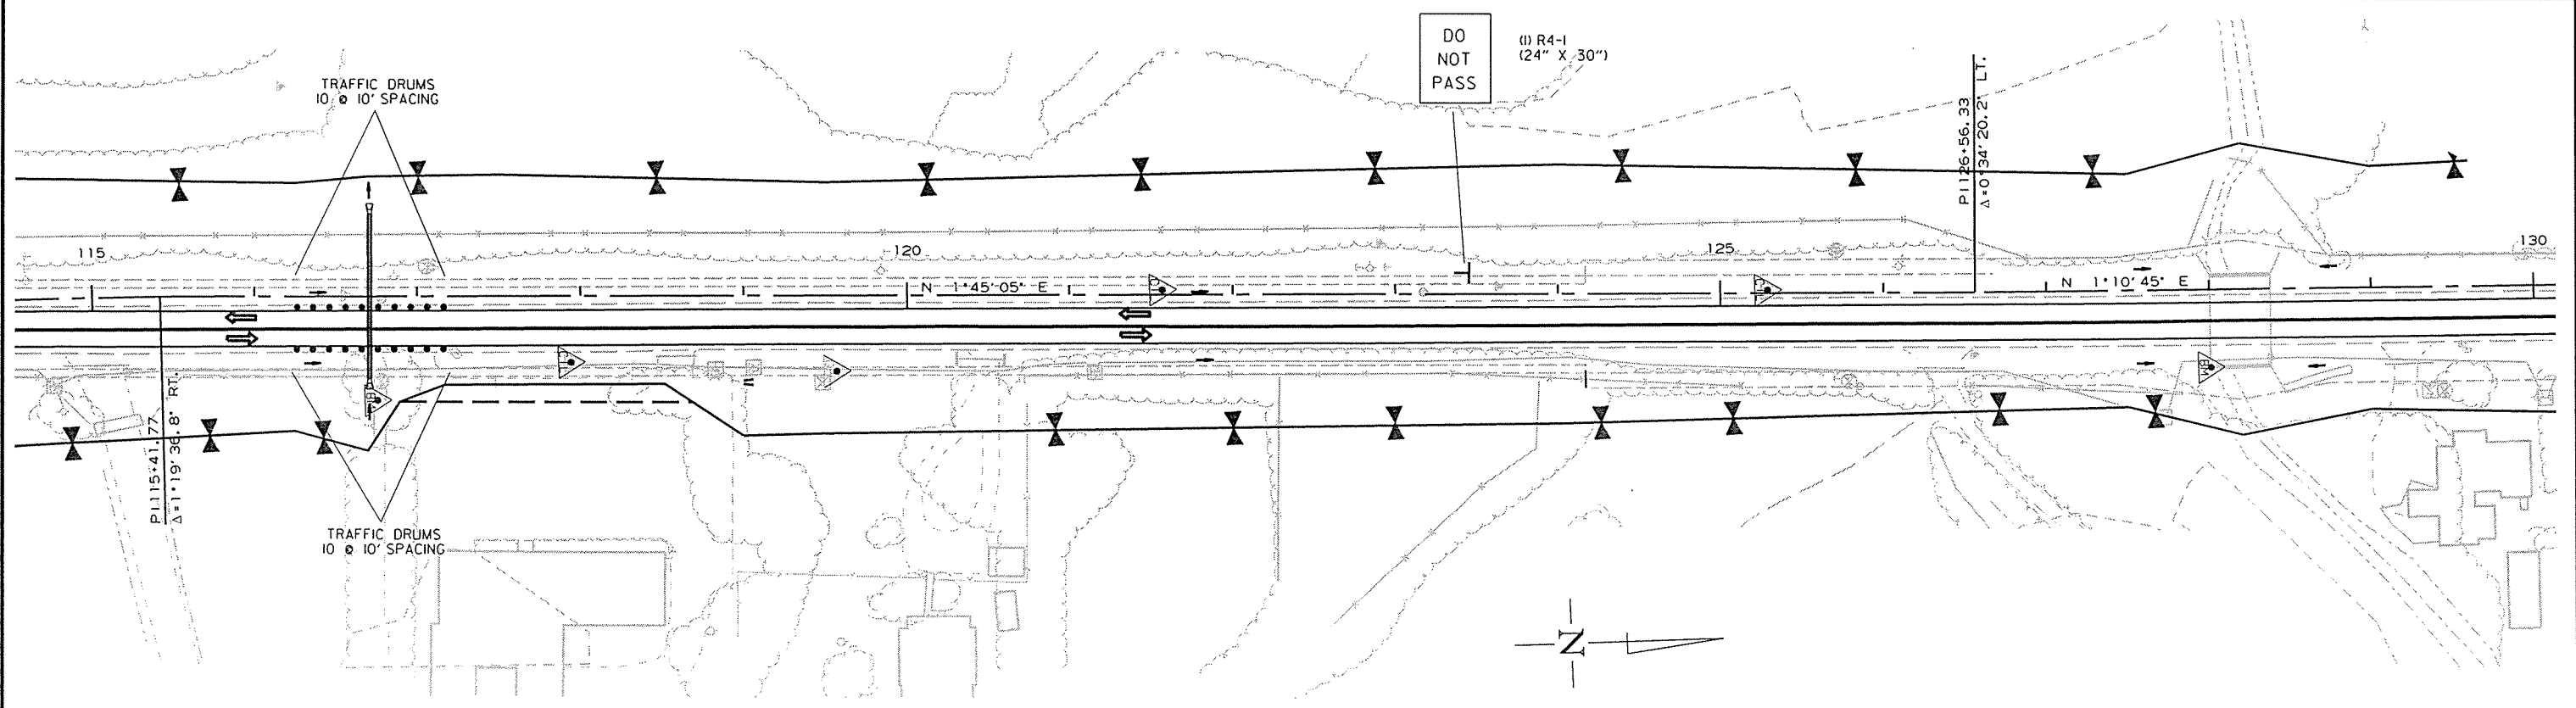 DO
NOT
PASS
(1) R4-1
(24" X 30")
TRAFFIC DRUMS
10 @ 10' SPACING
PI 126+56.33
Δ=0°34'20.2" LT.
115
120
125
130
N 1°45'05" E
N 1°10'45" E
PI 115+41.77
Δ=1°19'36.8" RT.
TRAFFIC DRUMS
10 @ 10' SPACING
N